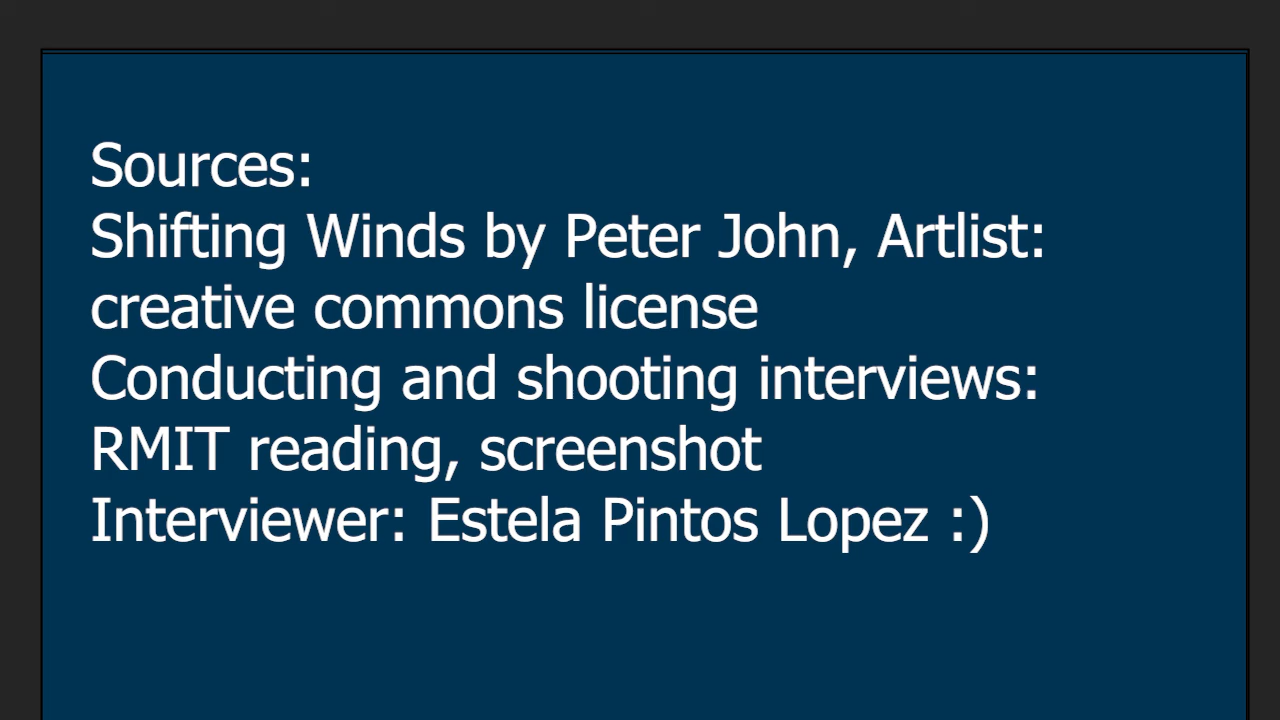 Sources:
Shifting Winds by Peter John, Artlist:
creative commons license
Conducting and shooting interviews:
RMIT reading, screenshot
Interviewer: Estela Pintos Lopez :)